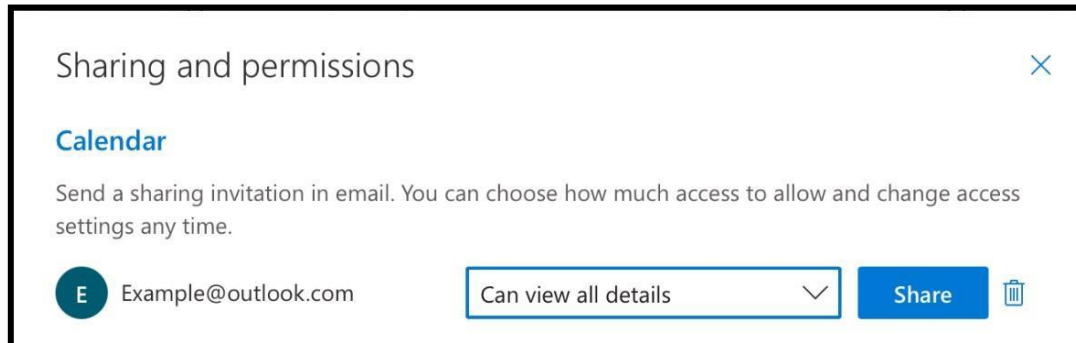 Sharing and permissions
Calendar
Send a sharing invitation in email. You can choose how much access to allow and change access
settings any time.
E Example@outlook.com Can view all details Share